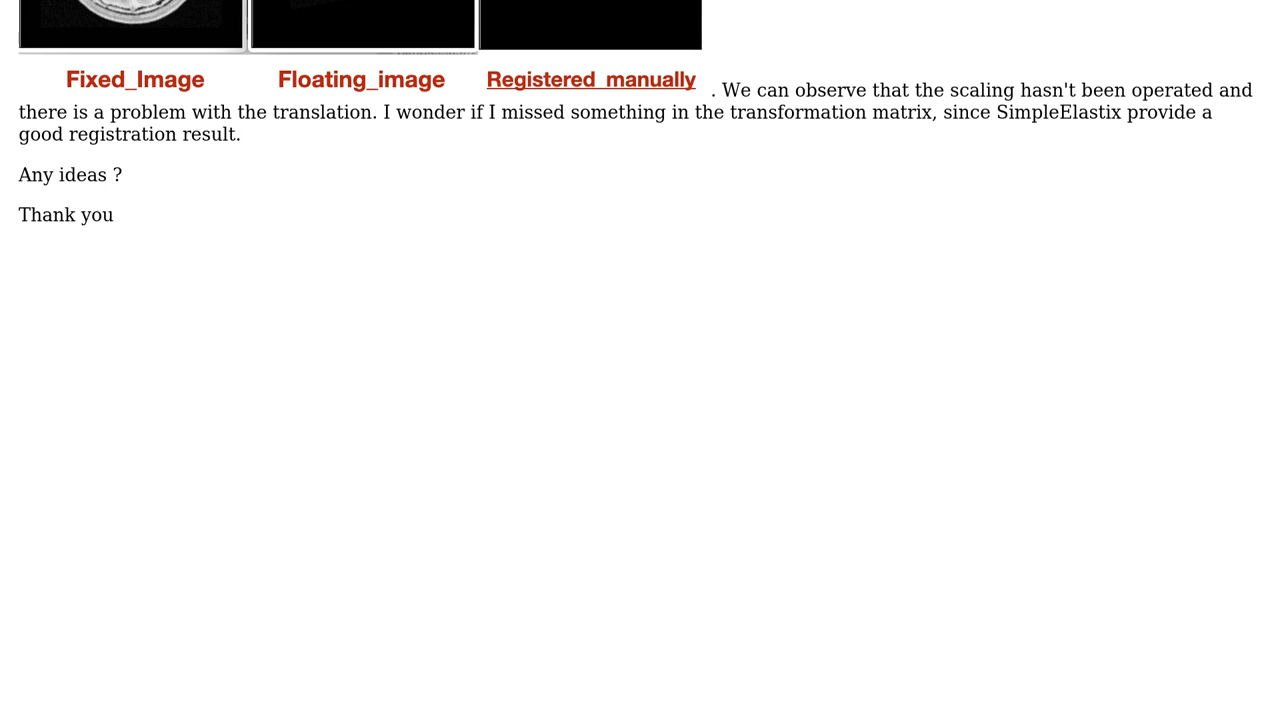 Fixed_Image Floating_image Registered_manually . We can observe that the scaling hasn't been operated and
there is a problem with the translation. I wonder if I missed something in the transformation matrix, since SimpleElastix provide a
good registration result.
Any ideas ?
Thank you